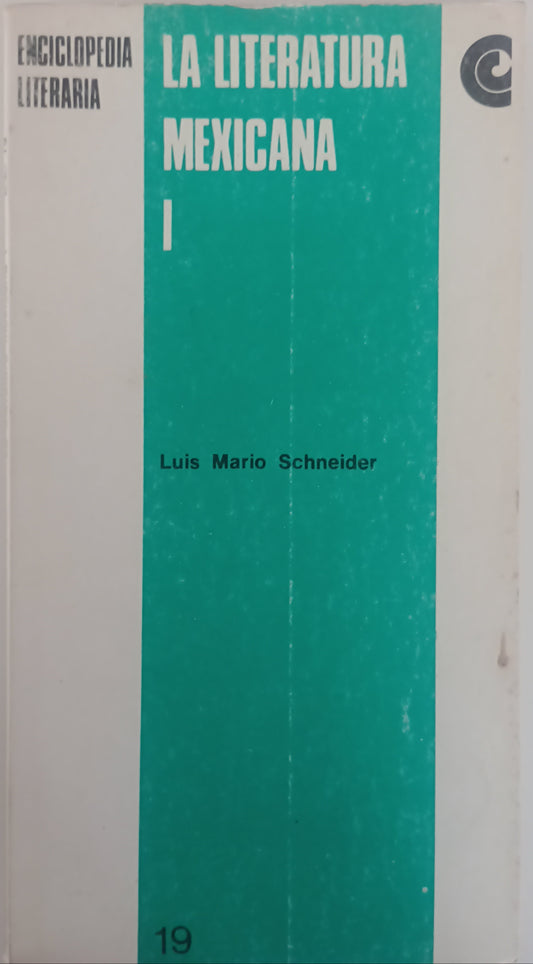 ENCICLOPEDIA
LITERARIA
LA LITERATURA
MEXICANA
I
Luis Mario Schneider
19